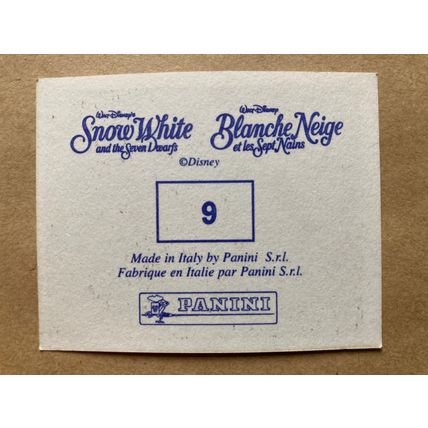 Walt Disney's
Snow White
and the Seven Dwarfs
Walt Disney
Blanche Neige
et les Sept Nains
©Disney
9
Made in Italy by Panini S.r.l.
Fabrique en Italie par Panini S.r.l.
PANINI